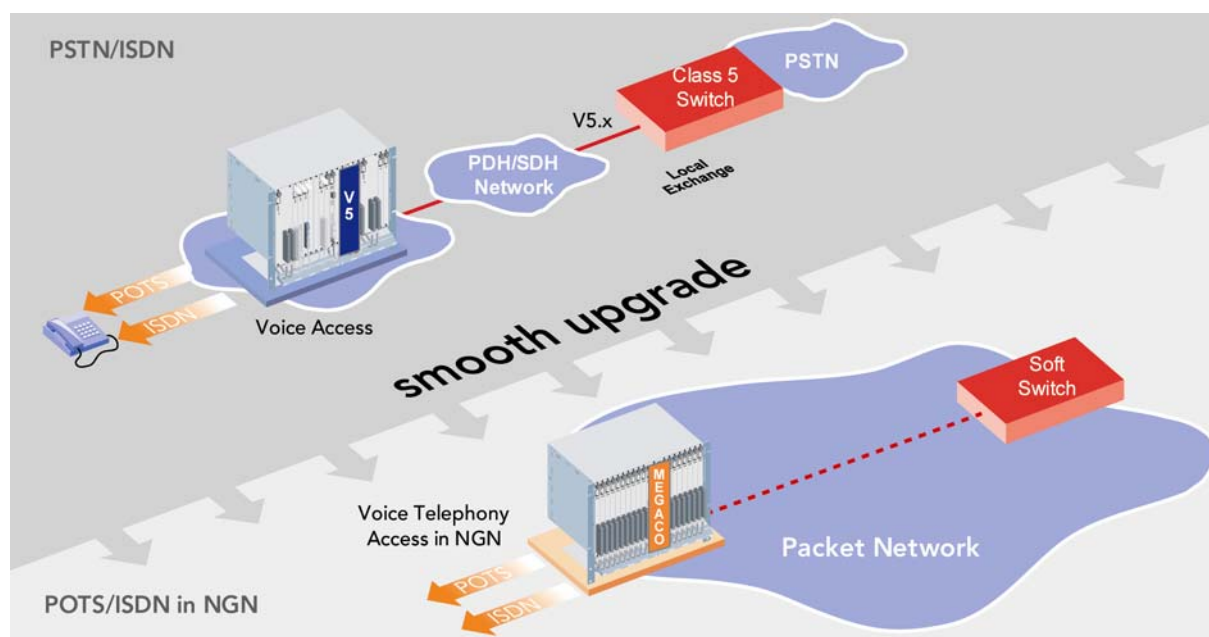 PSTN/ISDN
PSTN
Class 5
Switch
V5.x
Local
Exchange
PDH/SDH
Network
V
5
POTS
ISDN
Voice Access
smooth upgrade
Soft
Switch
MEGACO
Voice Telephony
Access in NGN
Packet Network
POTS
ISDN
POTS/ISDN in NGN